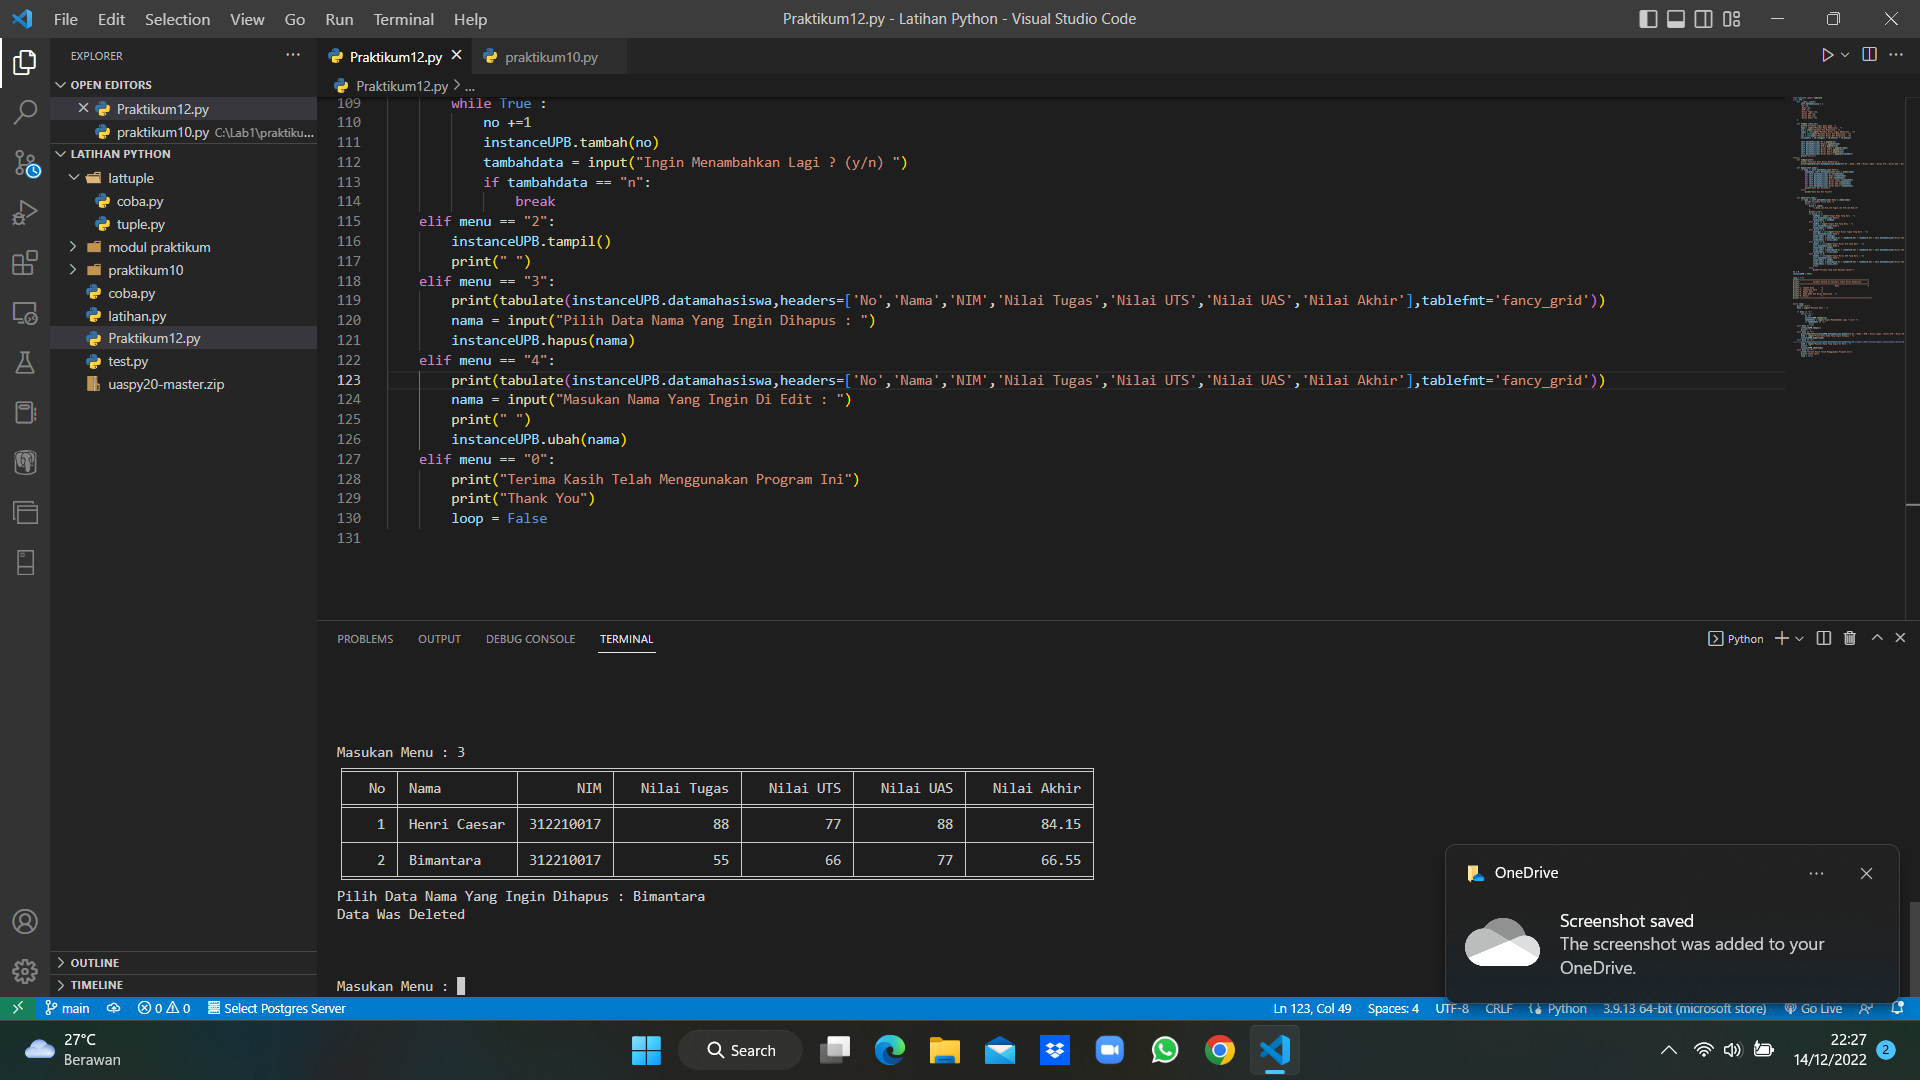 File Edit Selection View Go Run Terminal Help
Praktikum12.py - Latihan Python - Visual Studio Code
EXPLORER
OPEN EDITORS
Praktikum12.py
praktikum10.py C:\Lab1\praktiku...
LATIHAN PYTHON
lattuple
coba.py
tuple.py
modul praktikum
praktikum10
coba.py
latihan.py
Praktikum12.py
test.py
uaspy20-master.zip
OUTLINE
TIMELINE
Praktikum12.py praktikum10.py
Praktikum12.py > ...
109 while True :
110 no +=1
111 instanceUPB.tambah(no)
112 tambahdata = input("Ingin Menambahkan Lagi ? (y/n) ")
113 if tambahdata == "n":
114 break
115 elif menu == "2":
116 instanceUPB.tampil()
117 print(" ")
118 elif menu == "3":
119 print(tabulate(instanceUPB.datamahasiswa,headers=['No','Nama','NIM','Nilai Tugas','Nilai UTS','Nilai UAS','Nilai Akhir'],tablefmt='fancy_grid'))
120 nama = input("Pilih Data Nama Yang Ingin Dihapus : ")
121 instanceUPB.hapus(nama)
122 elif menu == "4":
123 print(tabulate(instanceUPB.datamahasiswa,headers=['No','Nama','NIM','Nilai Tugas','Nilai UTS','Nilai UAS','Nilai Akhir'],tablefmt='fancy_grid'))
124 nama = input("Masukan Nama Yang Ingin Di Edit : ")
125 print(" ")
126 instanceUPB.ubah(nama)
127 elif menu == "0":
128 print("Terima Kasih Telah Menggunakan Program Ini")
129 print("Thank You")
130 loop = False
131
PROBLEMS OUTPUT DEBUG CONSOLE TERMINAL
Python
Masukan Menu : 3
No Nama NIM Nilai Tugas Nilai UTS Nilai UAS Nilai Akhir
1 Henri Caesar 312210017 88 77 88 84.15
2 Bimantara 312210017 55 66 77 66.55
Pilih Data Nama Yang Ingin Dihapus : Bimantara
Data Was Deleted
Masukan Menu :
OneDrive
Screenshot saved
The screenshot was added to your
OneDrive.
main 0 0 Select Postgres Server
Ln 123, Col 49 Spaces: 4 UTF-8 CRLF Python 3.9.13 64-bit (microsoft store) Go Live
27°C
Berawan
Search
22:27
14/12/2022
2